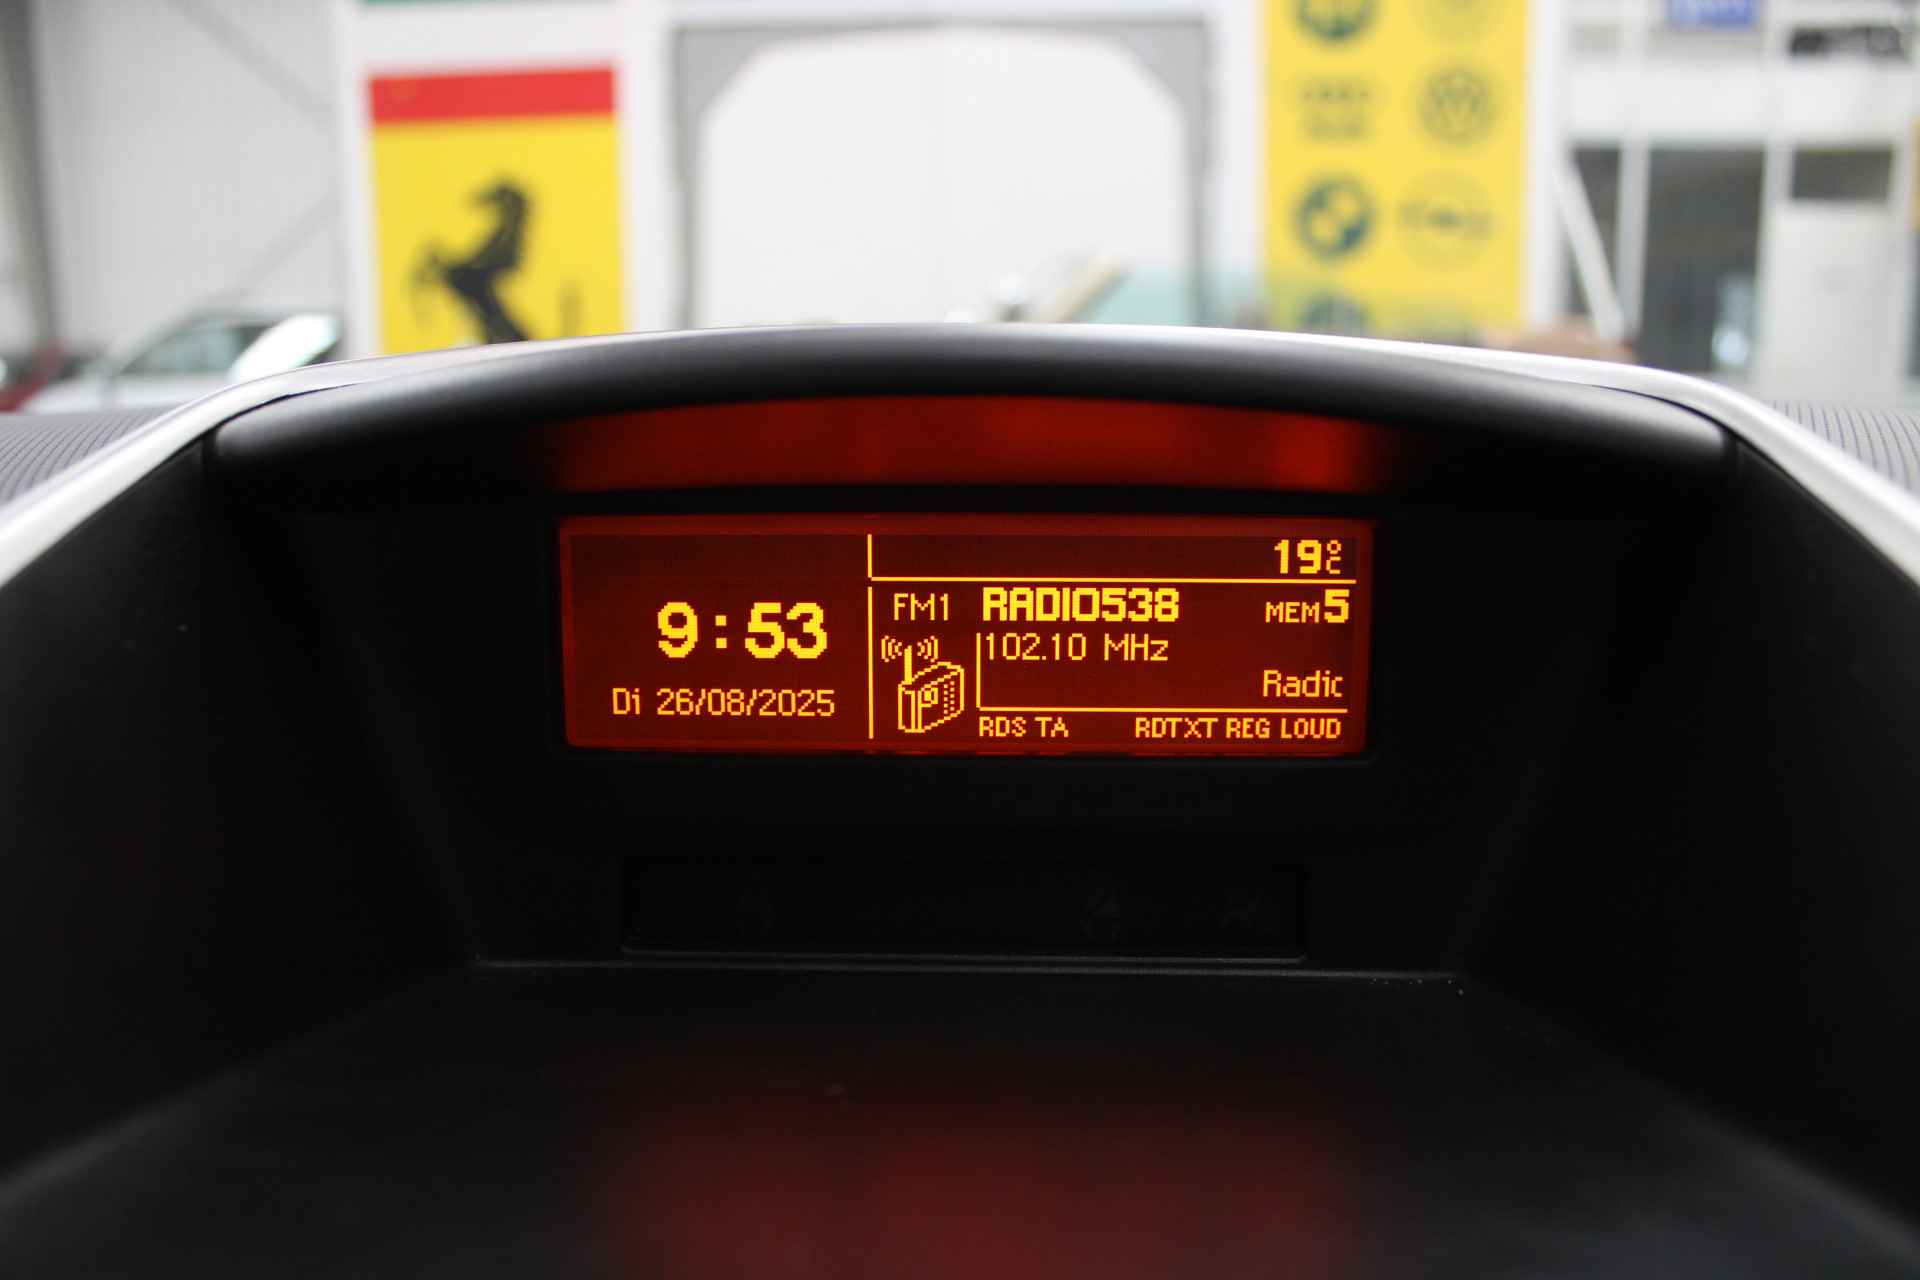 19°C
9:53
Di 26/08/2025
FM1 RADIO538 MEM5
102.10 MHz
Radio
RDS TA RDTXT REG LOUD